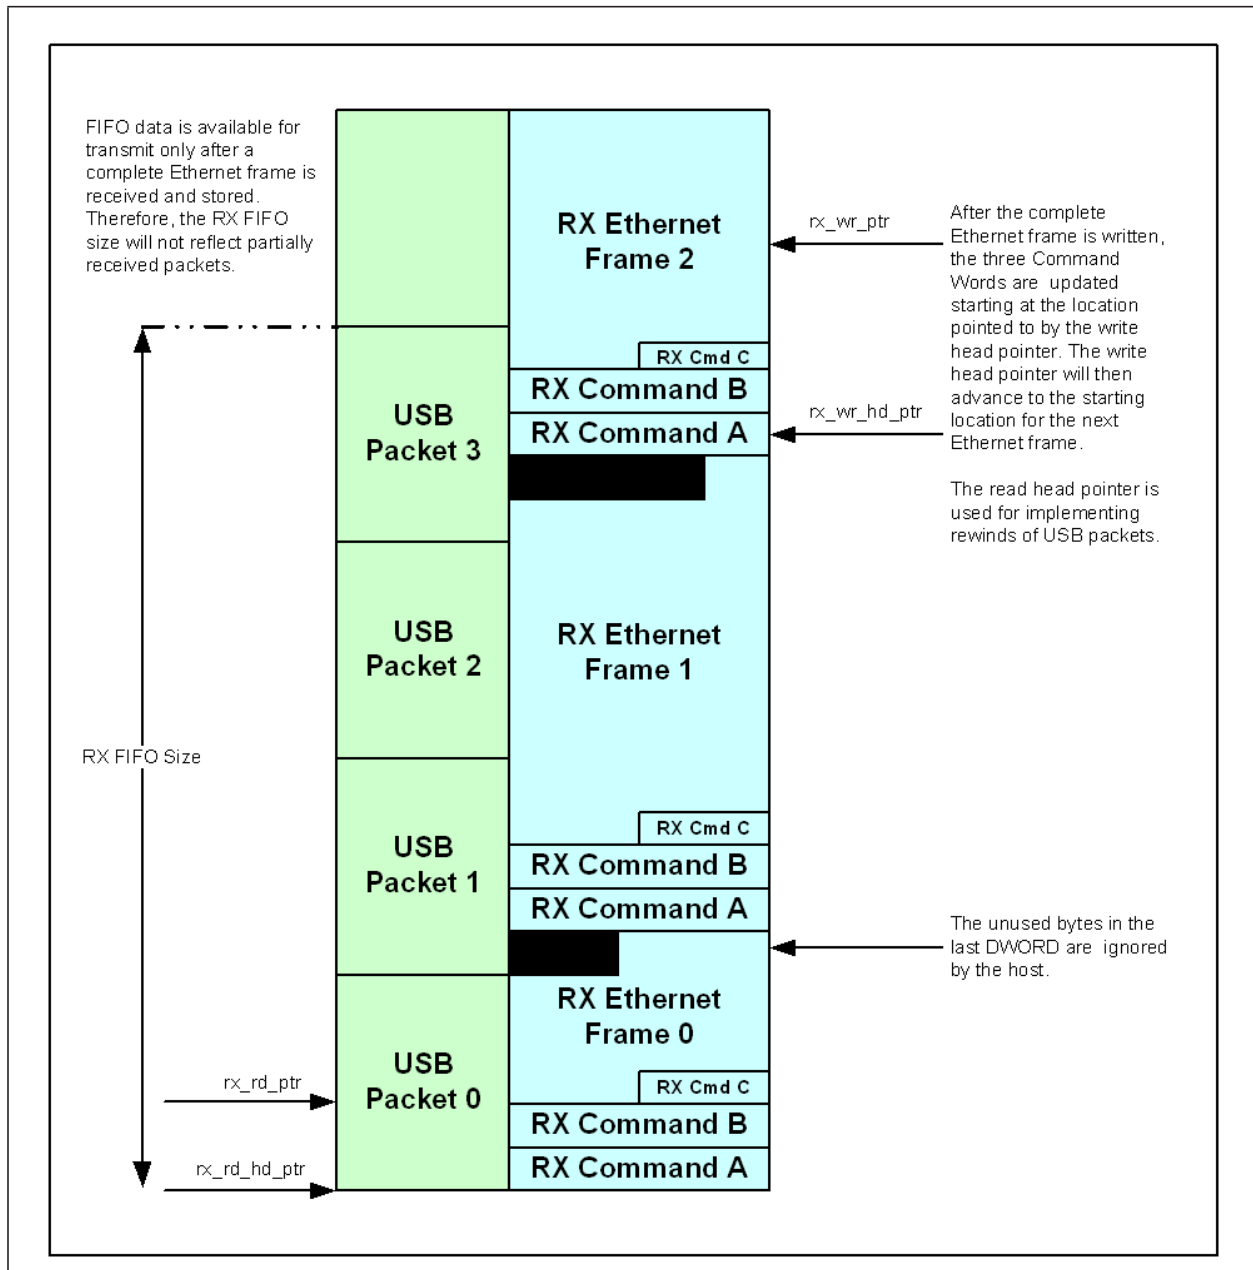 FIFO data is available for
transmit only after a
complete Ethernet frame is
received and stored.
Therefore, the RX FIFO
size will not reflect partially
received packets.
RX Ethernet
Frame 2
rx_wr_ptr
After the complete
Ethernet frame is written,
the three Command
Words are updated
starting at the location
pointed to by the write
head pointer. The write
head pointer will then
advance to the starting
location for the next
Ethernet frame.
The read head pointer is
used for implementing
rewinds of USB packets.
RX Cmd C
RX Command B
RX Command A
rx_wr_hd_ptr
USB
Packet 3
USB
Packet 2
RX Ethernet
Frame 1
RX FIFO Size
USB
Packet 1
RX Cmd C
RX Command B
RX Command A
The unused bytes in the
last DWORD are ignored
by the host.
RX Ethernet
Frame 0
USB
Packet 0
rx_rd_ptr
RX Cmd C
RX Command B
RX Command A
rx_rd_hd_ptr